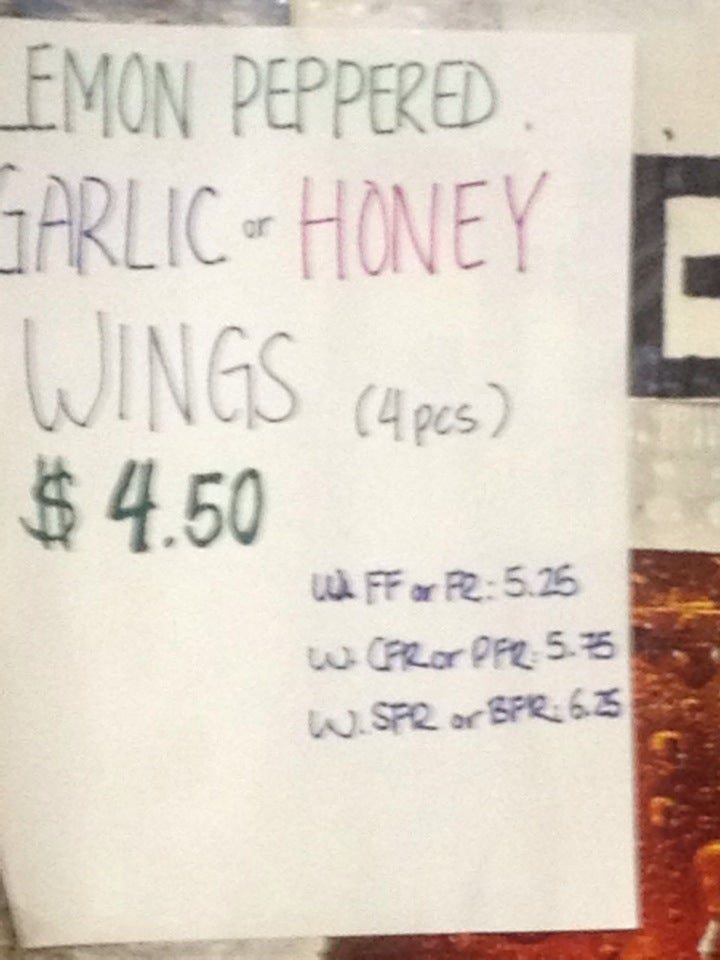 LEMON PEPPERED.
GARLIC or HONEY
WINGS (4pcs)
$4.50
W. FF or FR: 5.25
W. CFR or PFR: 5.75
W. SFR or BFR: 6.25
E